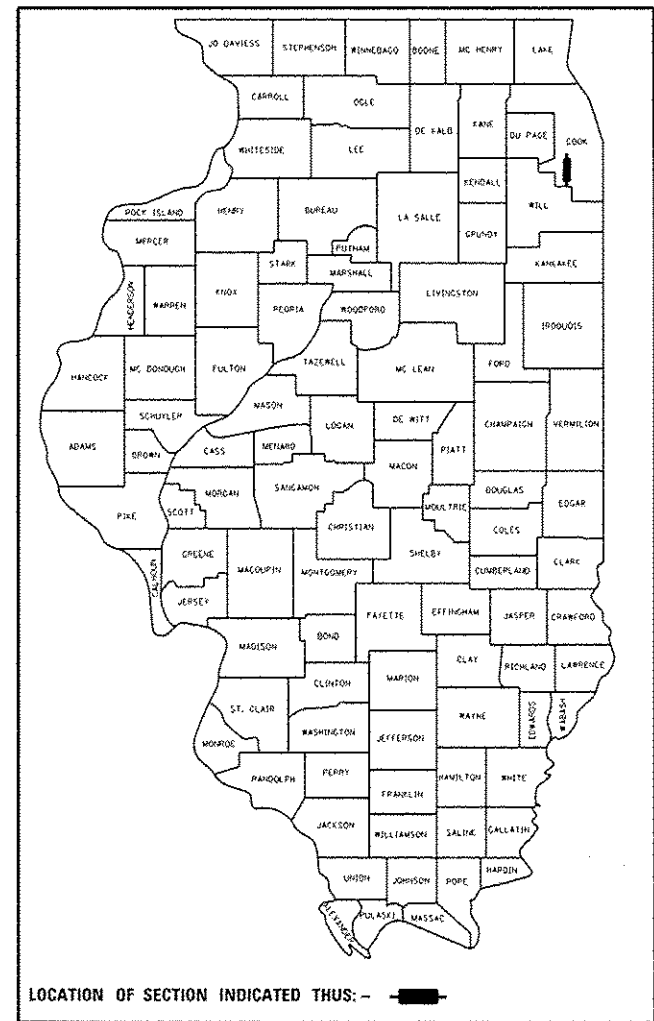 JO DAVIESS STEPHENSON WINNEBAGO BOONE MC HENRY LAKE
CARROLL OGLE
DE KALB KANE DU PAGE COOK
WHITESIDE LEE
KENDALL WILL
ROCK ISLAND HENRY BUREAU LA SALLE GRUNDY
MERCER PUTNAM KANKAKEE
STARK MARSHALL
HENDERSON WARREN KNOX PEORIA WOODFORD LIVINGSTON IROQUOIS
HANCOCK MC DONOUGH FULTON TAZEWELL MC LEAN FORD
SCHUYLER MASON
ADAMS BROWN CASS MENARD LOGAN DE WITT PIATT CHAMPAIGN VERMILION
MACON
PIKE SCOTT MORGAN SANGAMON CHRISTIAN MOULTRIE DOUGLAS EDGAR
COLES
SHELBY
CALHOUN GREENE MACOUPIN MONTGOMERY CUMBERLAND CLARK
JERSEY
FAYETTE EFFINGHAM JASPER CRAWFORD
MADISON BOND
CLAY RICHLAND LAWRENCE
CLINTON MARION
ST. CLAIR WAYNE EDWARDS WABASH
MONROE WASHINGTON JEFFERSON
RANDOLPH PERRY HAMILTON WHITE
FRANKLIN
JACKSON WILLIAMSON SALINE GALLATIN
UNION JOHNSON POPE HARDIN
ALEXANDER PULASKI MASSAC
LOCATION OF SECTION INDICATED THUS: -